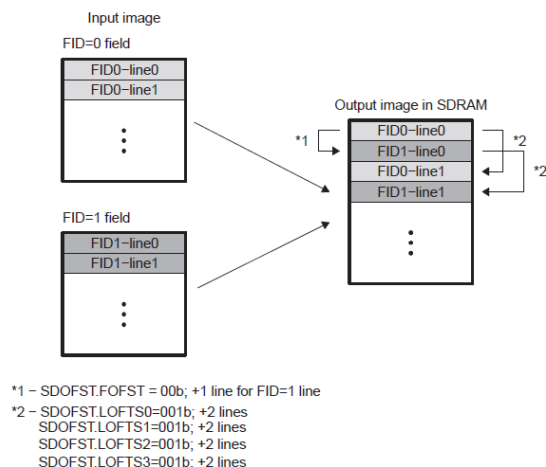 Input image
FID=0 field
FID0−line0
FID0−line1
FID=1 field
FID1−line0
FID1−line1
Output image in SDRAM
*1
FID0−line0
*2
FID1−line0
FID0−line1
*2
FID1−line1
*1 − SDOFST.FOFST = 00b; +1 line for FID=1 line
*2 − SDOFST.LOFTS0=001b; +2 lines
SDOFST.LOFTS1=001b; +2 lines
SDOFST.LOFTS2=001b; +2 lines
SDOFST.LOFTS3=001b; +2 lines